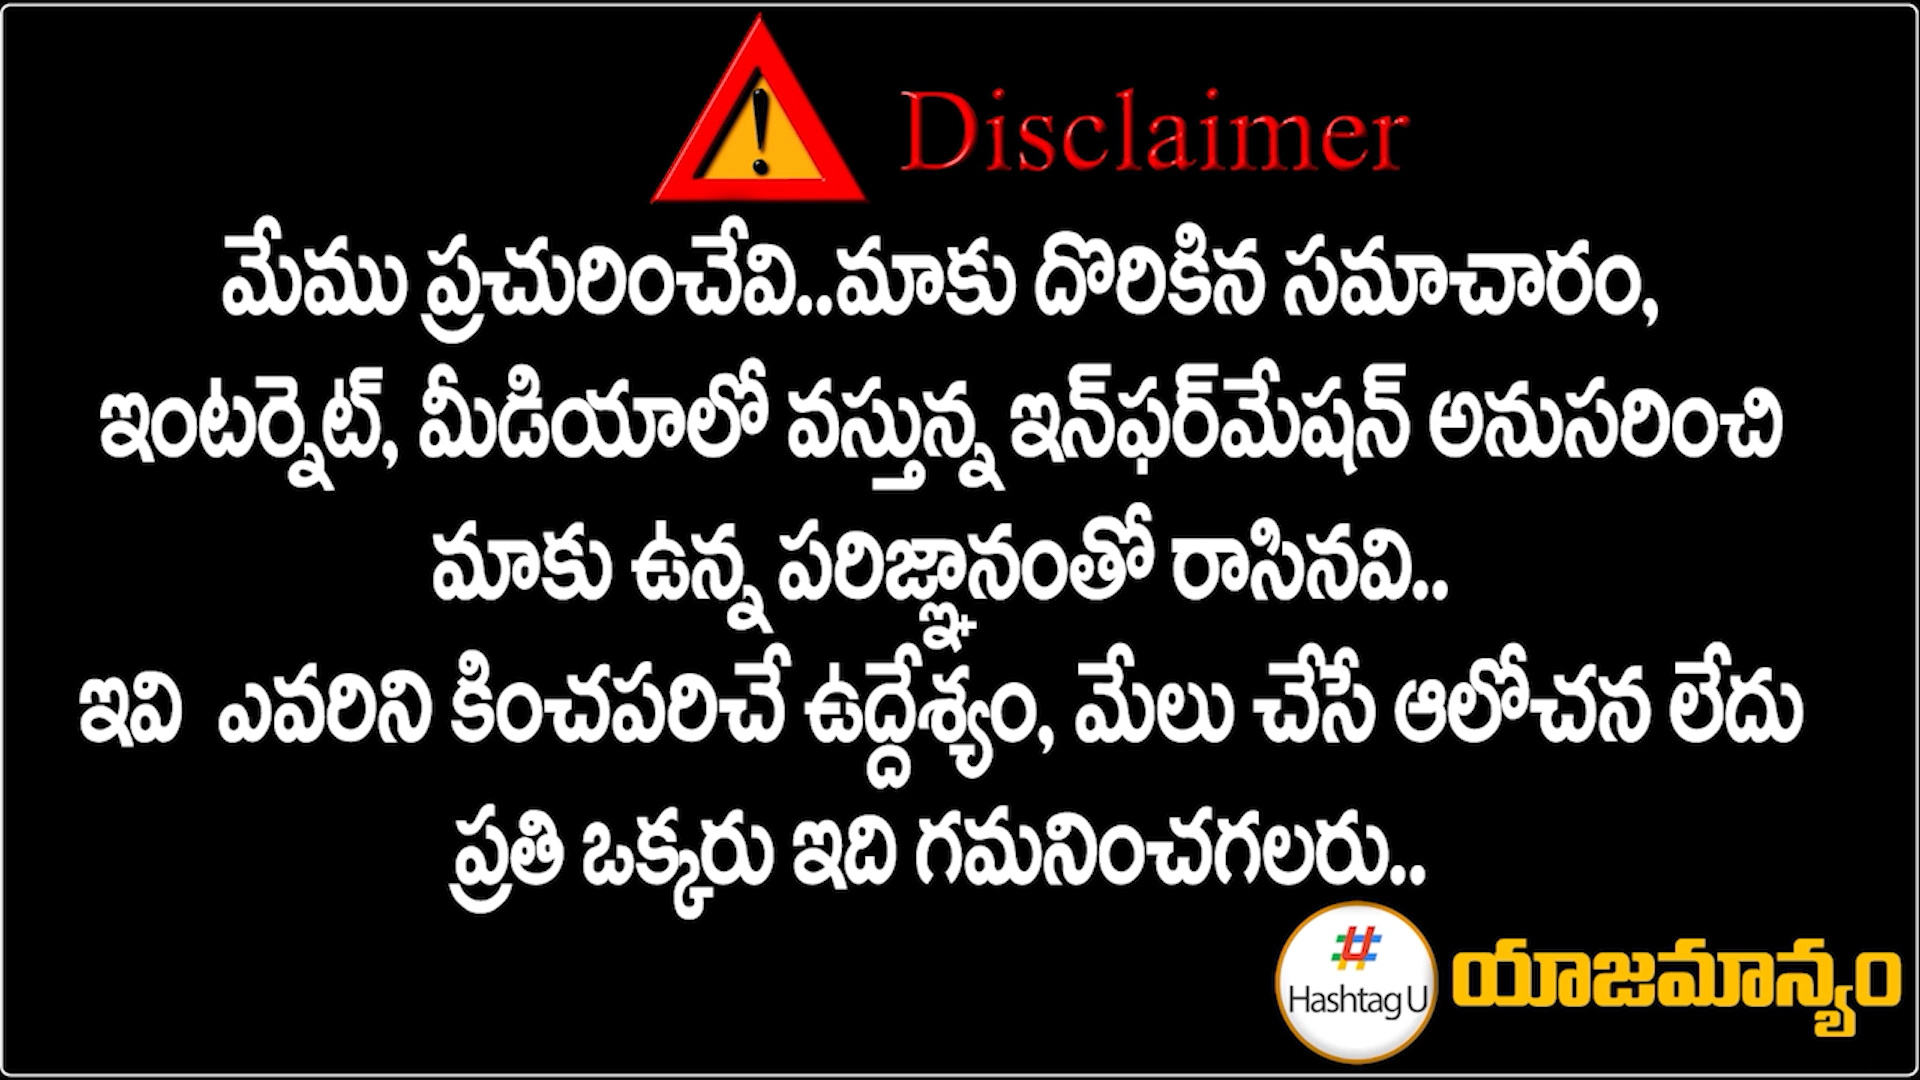 Disclaimer
మేము ప్రచురించేవి..మాకు దొరికిన సమాచారం,
ఇంటర్నెట్, మీడియాలో వస్తున్న ఇన్‌ఫర్‌మేషన్ అనుసరించి
మాకు ఉన్న పరిజ్ఞానంతో రాసినవి..
ఇవి ఎవరిని కించపరిచే ఉద్దేశ్యం, మేలు చేసే ఆలోచన లేదు
ప్రతి ఒక్కరు ఇది గమనించగలరు..
Hashtag U
యాజమాన్యం